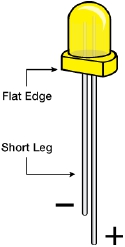 Flat Edge
Short Leg
−
+